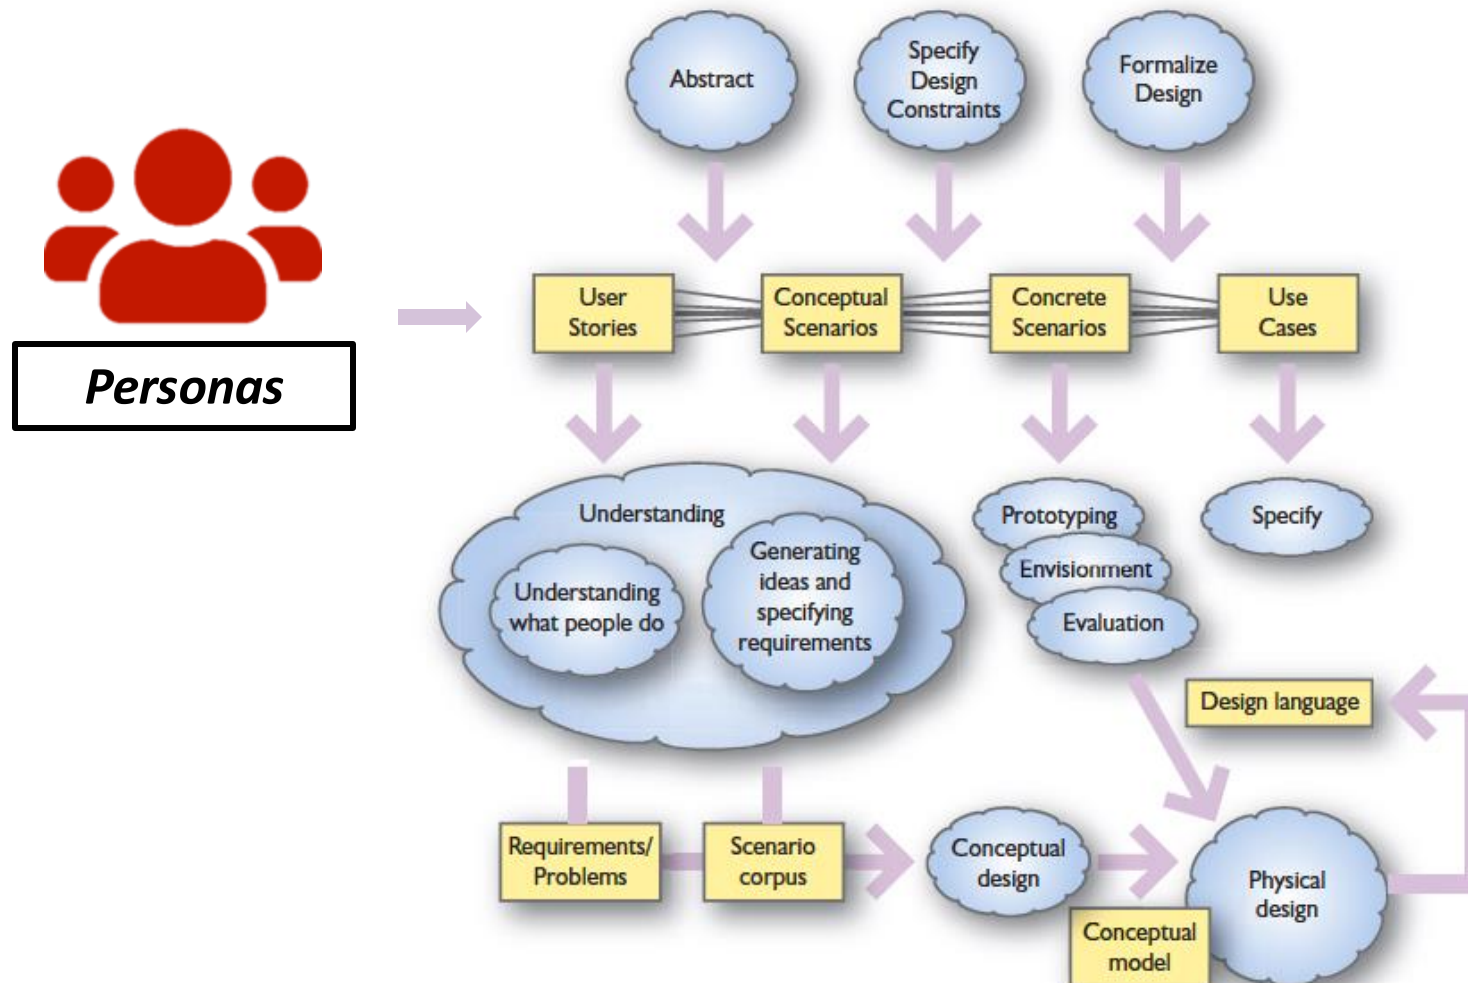 Abstract
Specify
Design
Constraints
Formalize
Design
Personas
User
Stories
Conceptual
Scenarios
Concrete
Scenarios
Use
Cases
Understanding
Understanding
what people do
Generating
ideas and
specifying
requirements
Prototyping
Envisionment
Evaluation
Specify
Design language
Requirements/
Problems
Scenario
corpus
Conceptual
design
Conceptual
model
Physical
design